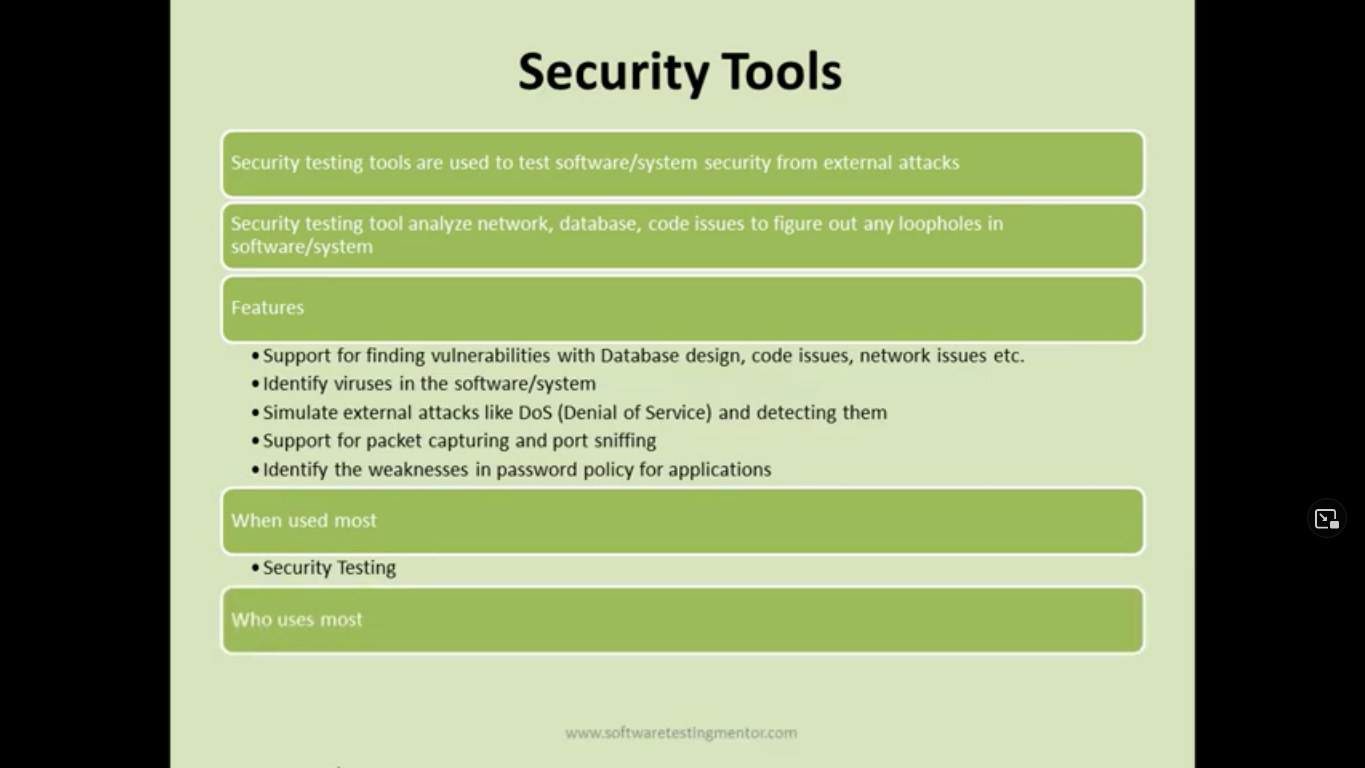 Security Tools
Security testing tools are used to test software/system security from external attacks
Security testing tool analyze network, database, code issues to figure out any loopholes in
software/system
Features
•Support for finding vulnerabilities with Database design, code issues, network issues etc.
•Identify viruses in the software/system
•Simulate external attacks like DoS (Denial of Service) and detecting them
•Support for packet capturing and port sniffing
•Identify the weaknesses in password policy for applications
When used most
•Security Testing
Who uses most
www.softwaretestingmentor.com